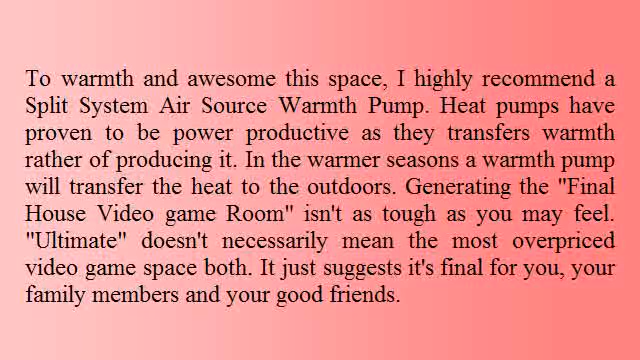 To warmth and awesome this space, I highly recommend a
Split System Air Source Warmth Pump. Heat pumps have
proven to be power productive as they transfers warmth
rather of producing it. In the warmer seasons a warmth pump
will transfer the heat to the outdoors. Generating the "Final
House Video game Room" isn't as tough as you may feel.
"Ultimate" doesn't necessarily mean the most overpriced
video game space both. It just suggests it's final for you, your
family members and your good friends.